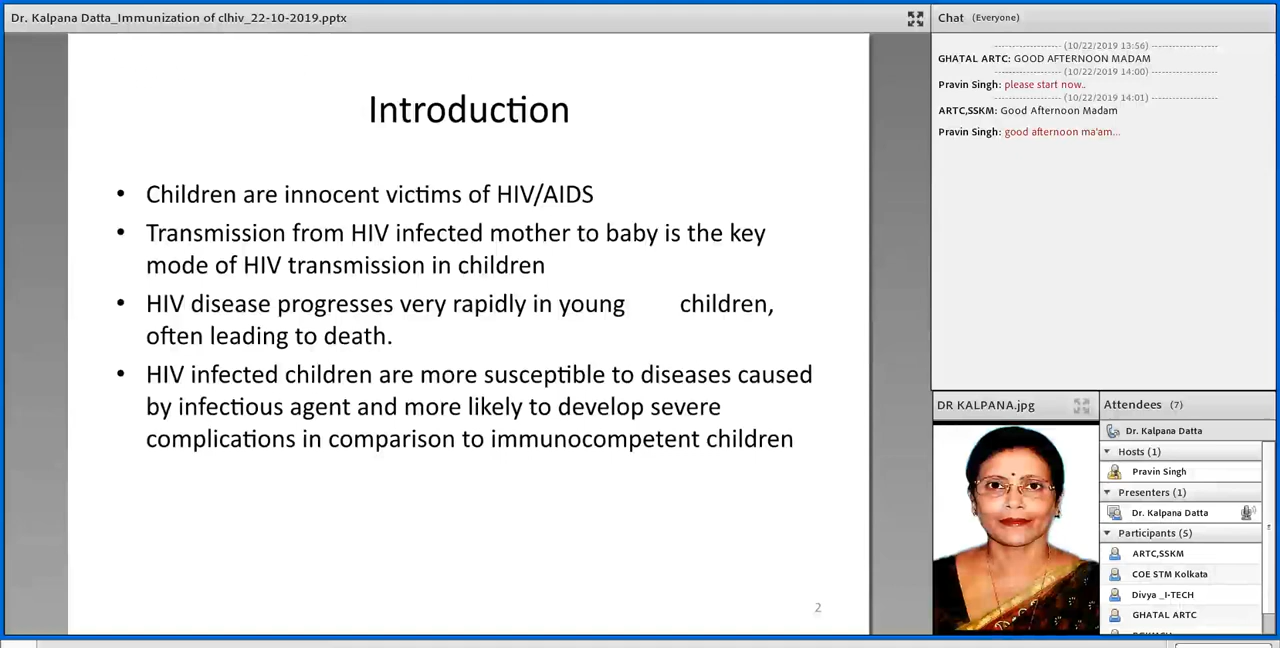 Dr. Kalpana Datta_Immunization of clhiv_22-10-2019.pptx
Introduction
• Children are innocent victims of HIV/AIDS
• Transmission from HIV infected mother to baby is the key
mode of HIV transmission in children
• HIV disease progresses very rapidly in young children,
often leading to death.
• HIV infected children are more susceptible to diseases caused
by infectious agent and more likely to develop severe
complications in comparison to immunocompetent children
2
Chat (Everyone)
------------------- (10/22/2019 13:56) -------------------
GHATAL ARTC: GOOD AFTERNOON MADAM
------------------- (10/22/2019 14:00) -------------------
Pravin Singh: please start now..
------------------- (10/22/2019 14:01) -------------------
ARTC,SSKM: Good Afternoon Madam
Pravin Singh: good afternoon ma'am...
DR KALPANA.jpg
Attendees (7)
Dr. Kalpana Datta
Hosts (1)
Pravin Singh
Presenters (1)
Dr. Kalpana Datta
Participants (5)
ARTC,SSKM
COE STM Kolkata
Divya _I-TECH
GHATAL ARTC